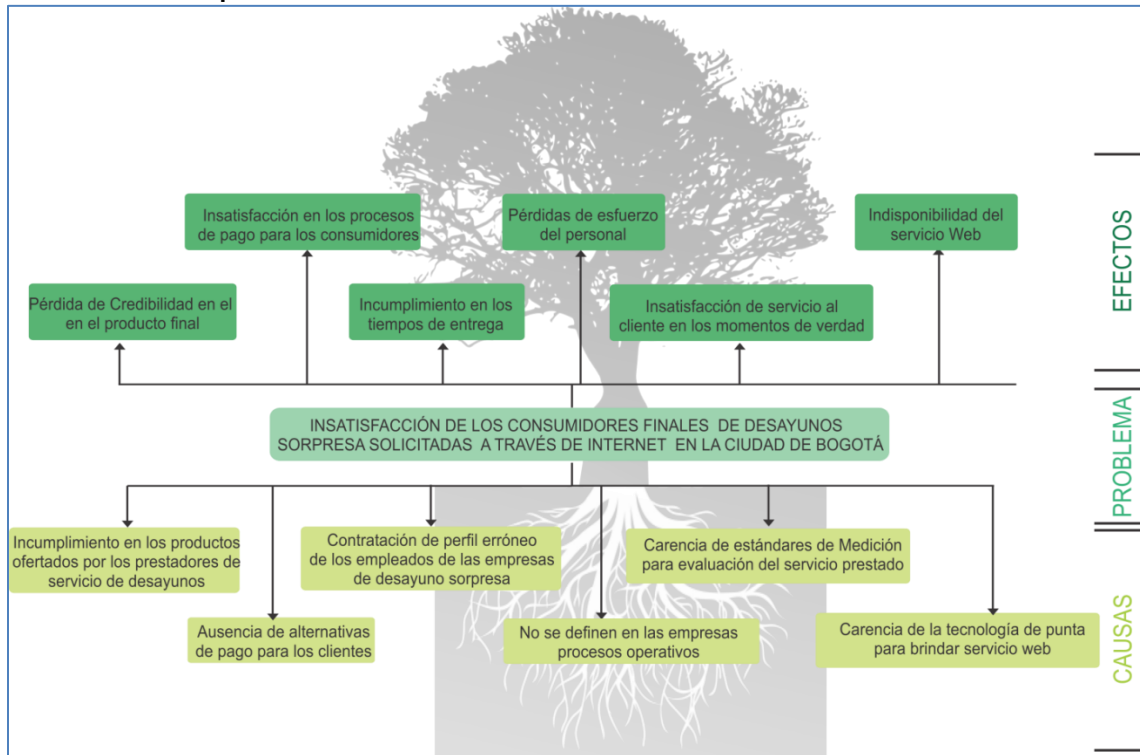 Insatisfacción en los procesos
de pago para los consumidores
Pérdidas de esfuerzo
del personal
Indisponibilidad del
servicio Web
Pérdida de Credibilidad en el
en el producto final
Incumplimiento en los
tiempos de entrega
Insatisfacción de servicio al
cliente en los momentos de verdad
EFECTOS
INSATISFACCIÓN DE LOS CONSUMIDORES FINALES DE DESAYUNOS
SORPRESA SOLICITADAS A TRAVÉS DE INTERNET EN LA CIUDAD DE BOGOTÁ
PROBLEMA
Incumplimiento en los productos
ofertados por los prestadores de
servicio de desayunos
Contratación de perfil erróneo
de los empleados de las empresas
de desayuno sorpresa
Carencia de estándares de Medición
para evaluación del servicio prestado
Ausencia de alternativas
de pago para los clientes
No se definen en las empresas
procesos operativos
Carencia de la tecnología de punta
para brindar servicio web
CAUSAS